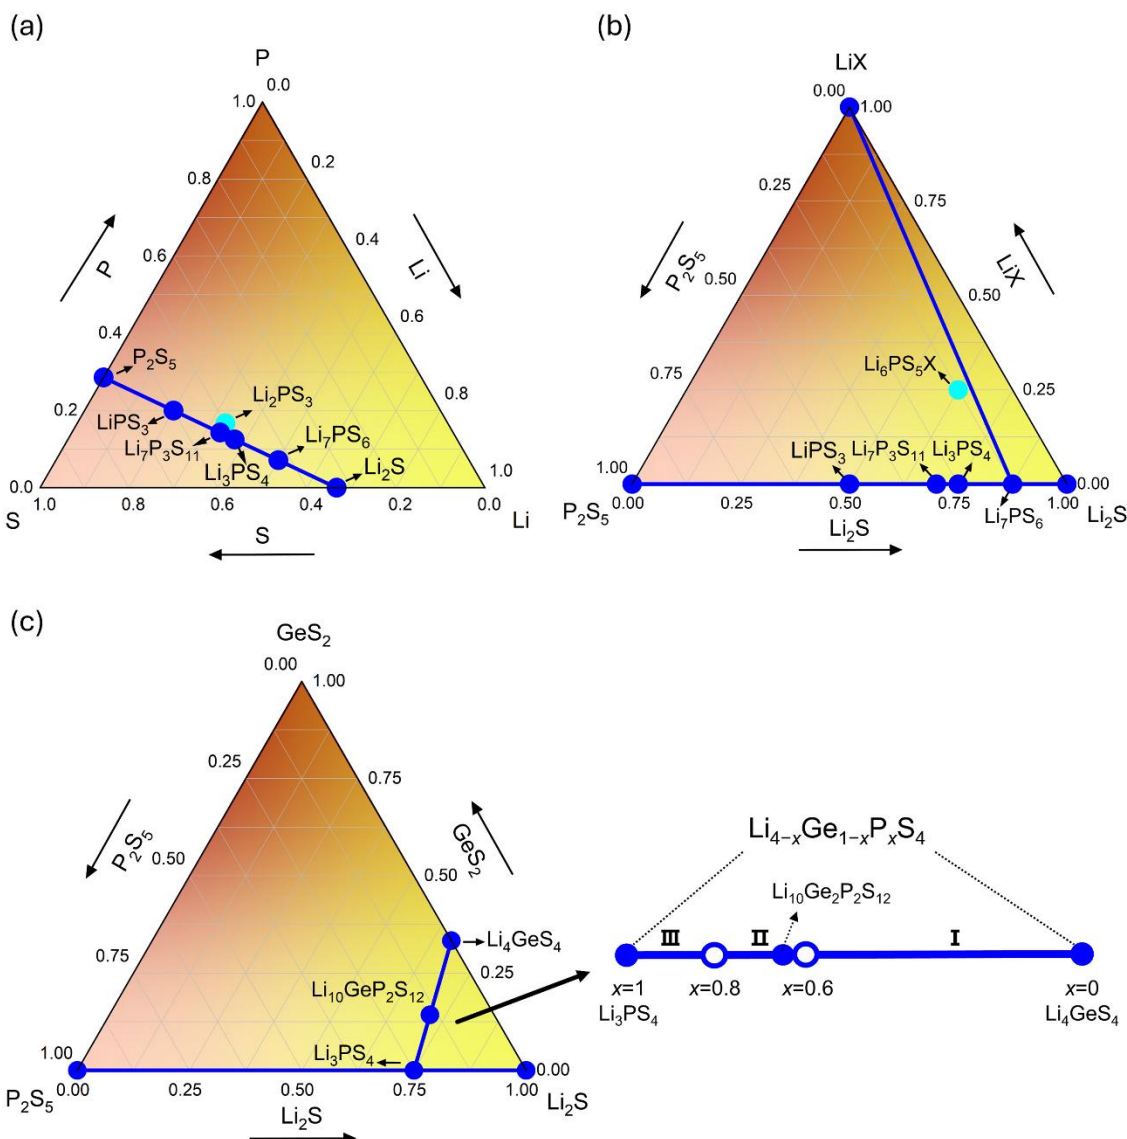 (a)
P
0.0
1.0
0.8
0.2
0.6
0.4
P
Li
0.4
0.6
P₂S₅
0.2
0.8
Li₂PS₃
LiPS₃
Li₇P₃S₁₁
Li₃PS₄
Li₇PS₆
Li₂S
1.0
0.0
1.0
0.8
0.6
0.4
0.2
0.0
S
Li
S
(b)
LiX
0.00
1.00
0.25
0.75
P₂S₅
LiX
0.50
0.50
0.75
0.25
Li₆PS₅X
LiPS₃
Li₇P₃S₁₁
Li₃PS₄
1.00
0.00
0.00
0.25
0.50
0.75
1.00
P₂S₅
Li₂S
Li₇PS₆
Li₂S
(c)
GeS₂
0.00
1.00
0.25
0.75
P₂S₅
GeS₂
0.50
0.50
Li₄GeS₄
0.75
0.25
Li₁₀GeP₂S₁₂
Li₃PS₄
1.00
0.00
0.00
0.25
0.50
0.75
1.00
P₂S₅
Li₂S
Li₂S
Li₄₋ₓGe₁₋ₓPₓS₄
Li₁₀Ge₂P₂S₁₂
III
II
I
x=1
x=0.8
x=0.6
x=0
Li₃PS₄
Li₄GeS₄